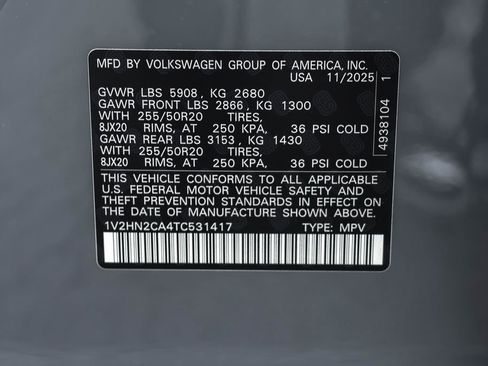 MFD BY VOLKSWAGEN GROUP OF AMERICA, INC.
USA 11/2025
GVWR LBS 5908, KG 2680
GAWR FRONT LBS 2866, KG 1300
WITH 255/50R20 TIRES,
8JX20 RIMS, AT 250 KPA, 36 PSI COLD
GAWR REAR LBS 3153, KG 1430
WITH 255/50R20 TIRES,
8JX20 RIMS, AT 250 KPA, 36 PSI COLD
THIS VEHICLE CONFORMS TO ALL APPLICABLE
U.S. FEDERAL MOTOR VEHICLE SAFETY AND
THEFT PREVENTION STANDARDS IN EFFECT ON
THE DATE OF MANUFACTURE SHOWN ABOVE.
1V2HN2CA4TC531417 TYPE: MPV
4938104 1